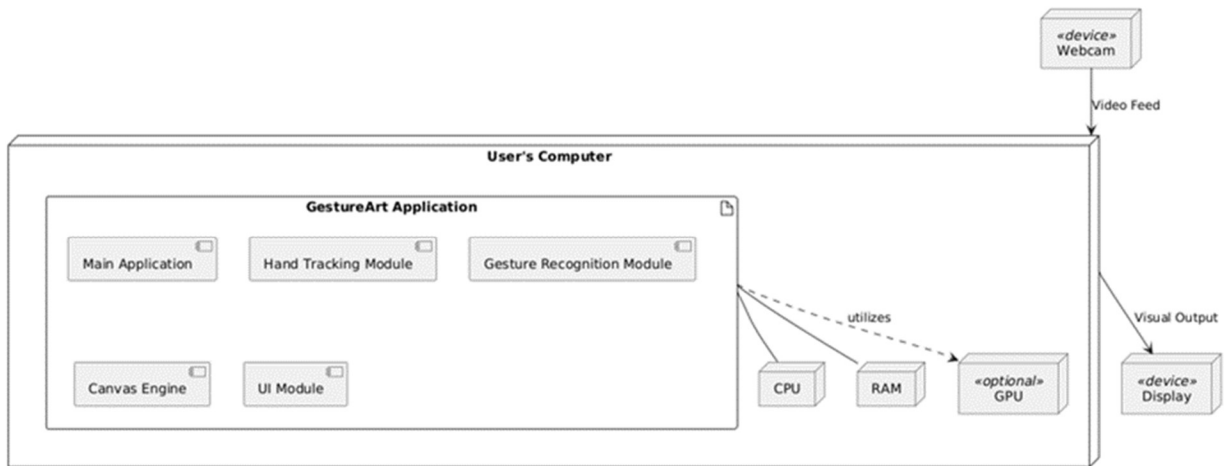 «device»
Webcam
Video Feed
User's Computer
GestureArt Application
Main Application
Hand Tracking Module
Gesture Recognition Module
utilizes
Visual Output
Canvas Engine
UI Module
CPU
RAM
«optional»
GPU
«device»
Display